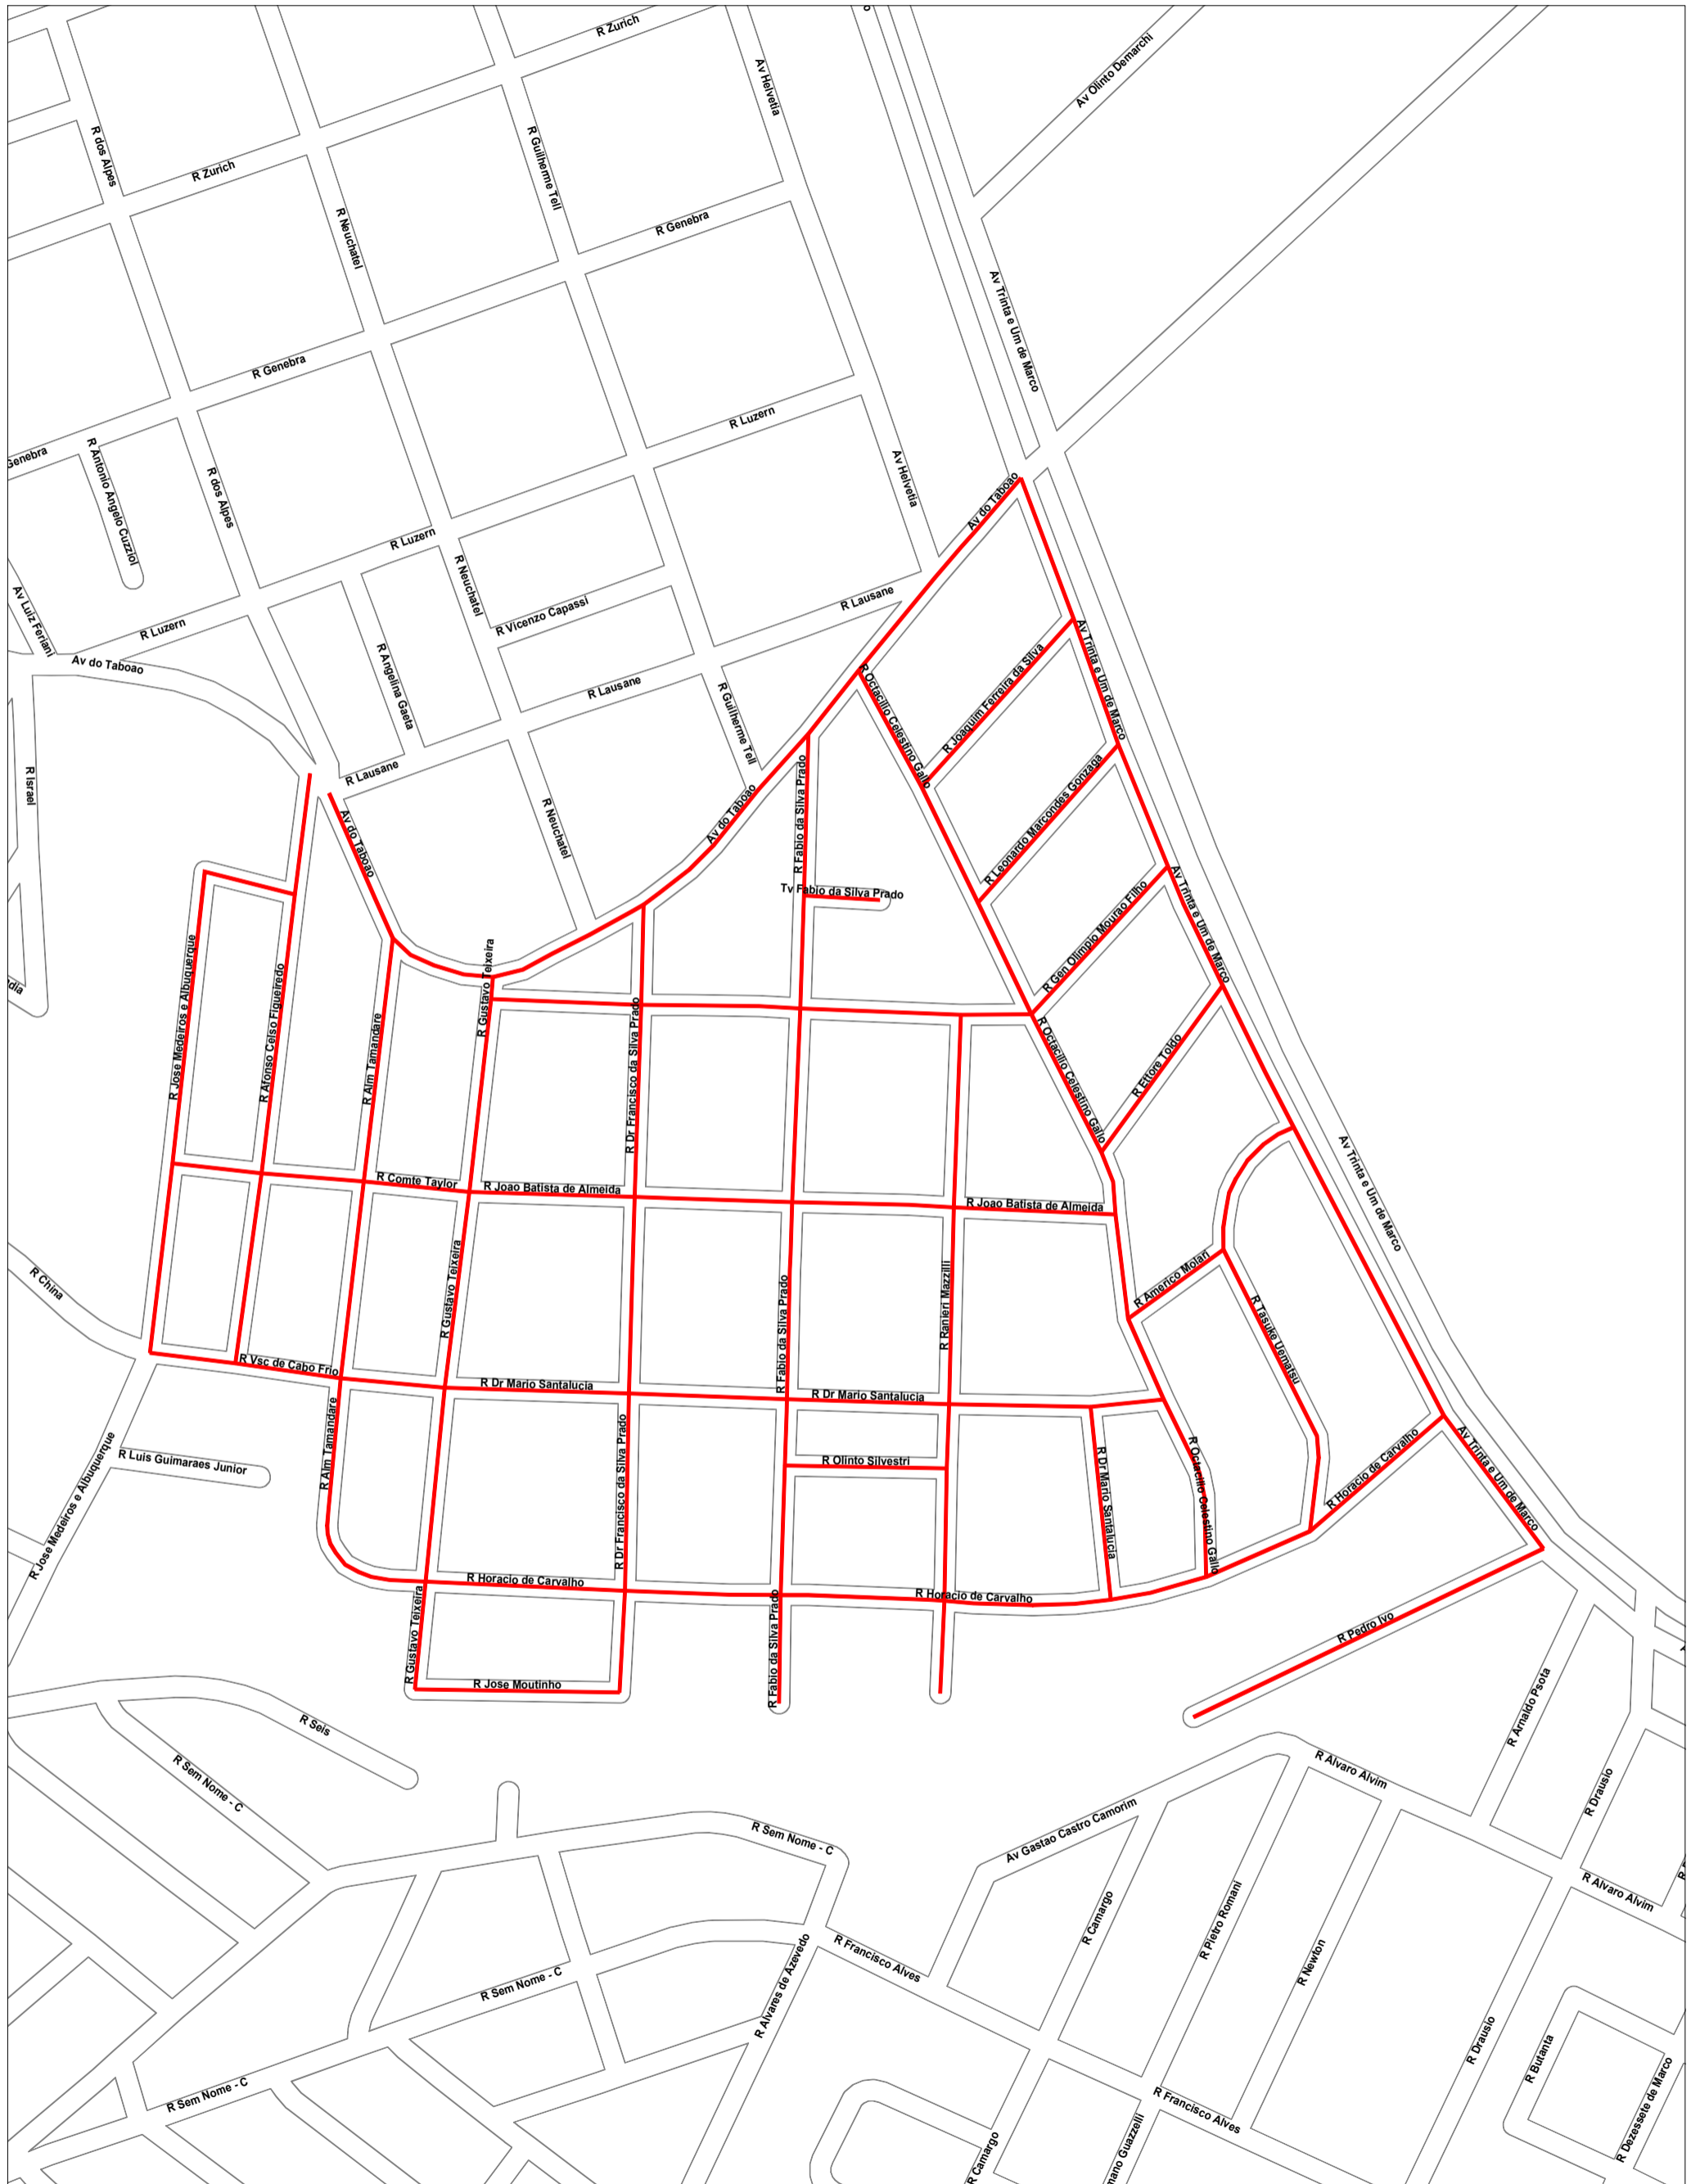 R Zurich
Av Helvetia
Av Olinto Demarchi
R dos Alpes
R Zurich
R Guilherme Tell
R Neuchatel
R Genebra
Av Trinta e Um de Marco
R Genebra
R Luzern
Genebra
R Antonio Angelo Cuzziol
R dos Alpes
Av Helvetia
Av do Taboao
R Luzern
R Neuchatel
Av Luiz Feriani
R Vicenzo Capassi
R Lausane
R Luzern
Av do Taboao
R Angelina Gaeta
R Lausane
R Guilherme Tell
R Octacilio Celestino Gallo
R Joaquim Ferreira da Silva
Av Trinta e Um de Marco
R Israel
R Lausane
Av do Taboao
R Neuchatel
Av do Taboao
R Fabio da Silva Prado
R Leonardo Marcondes Gonzaga
Tv Fabio da Silva Prado
R Gen Olimpio Mourao Filho
Av Trinta e Um de Marco
dia
R Jose Medeiros e Albuquerque
R Afonso Celso Figueiredo
R Alm Tamandare
R Gustavo Teixeira
R Dr Francisco da Silva Prado
R Octacilio Celestino Gallo
R Ettore Toldo
R Comte Taylor
R Joao Batista de Almeida
R Joao Batista de Almeida
Av Trinta e Um de Marco
R China
R Gustavo Teixeira
R Fabio da Silva Prado
R Ranieri Mazzilli
R Americo Molari
R Tasuke Uematsu
R Vsc de Cabo Frio
R Dr Mario Santalucia
R Dr Mario Santalucia
R Alm Tamandare
R Jose Medeiros e Albuquerque
R Luis Guimaraes Junior
R Dr Francisco da Silva Prado
R Olinto Silvestri
R Dr Mario Santalucia
R Octacilio Celestino Gallo
R Horacio de Carvalho
Av Trinta e Um de Marco
R Horacio de Carvalho
R Horacio de Carvalho
R Gustavo Teixeira
R Fabio da Silva Prado
R Jose Moutinho
R Pedro Ivo
R Arnaldo Psota
R Seis
R Sem Nome - C
R Alvaro Alvim
R Drausio
Av Gastao Castro Camorim
R Sem Nome - C
R Alvaro Alvim
R Camargo
R Pietro Romani
R Newton
R Francisco Alves
R Alvares de Azevedo
R Sem Nome - C
R Drausio
R Butanta
R Dezessete de Marco
R Sem Nome - C
R Francisco Alves
R Camargo
mano Guazzelli